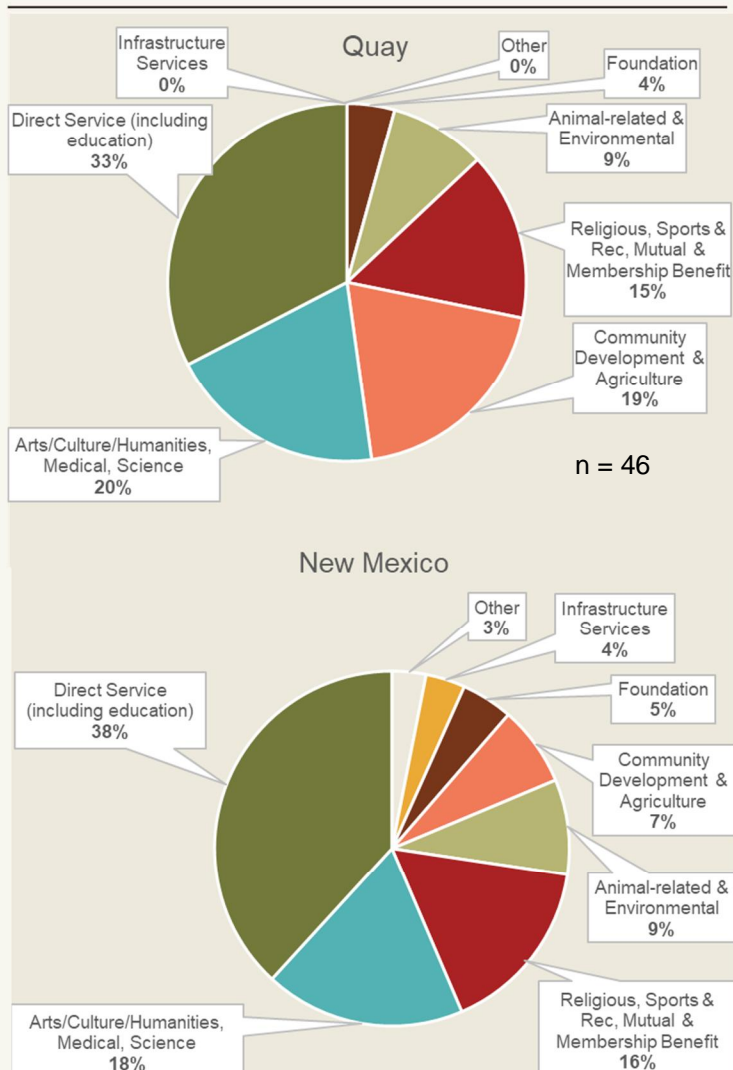 Quay
Infrastructure
Services
0%
Other
0%
Foundation
4%
Direct Service (including
education)
33%
Animal-related &
Environmental
9%
Religious, Sports &
Rec, Mutual &
Membership Benefit
15%
Community
Development &
Agriculture
19%
Arts/Culture/Humanities,
Medical, Science
20%
n = 46
New Mexico
Other
3%
Infrastructure
Services
4%
Foundation
5%
Direct Service
(including education)
38%
Community
Development &
Agriculture
7%
Animal-related &
Environmental
9%
Religious, Sports &
Rec, Mutual &
Membership Benefit
16%
Arts/Culture/Humanities,
Medical, Science
18%